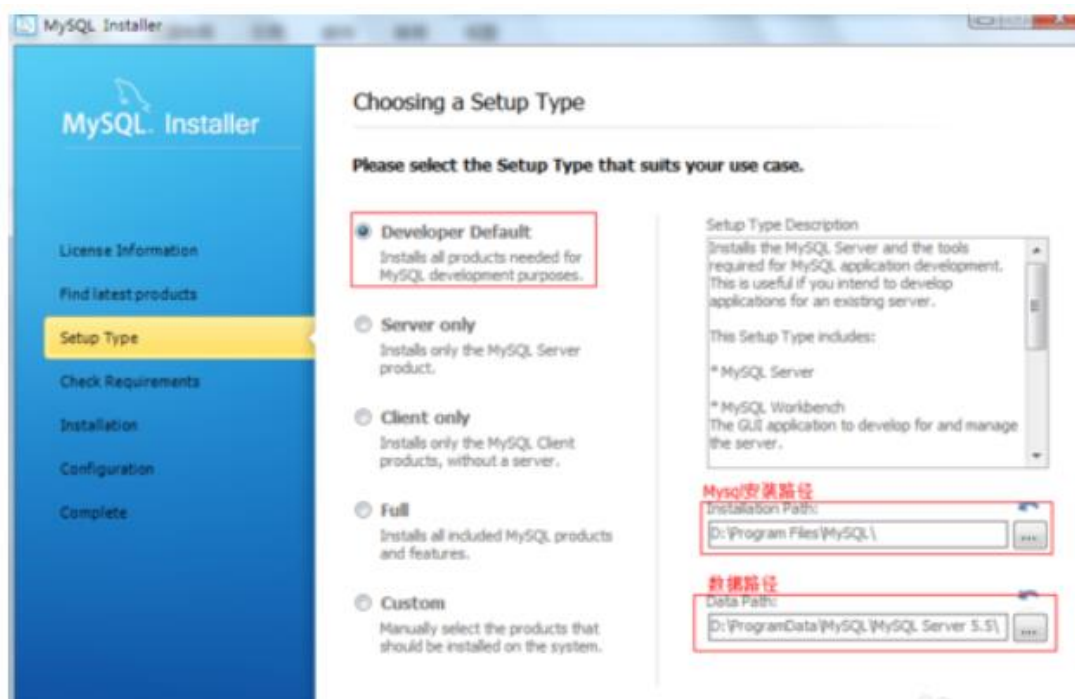 MySQL Installer
MySQL. Installer
License Information
Find latest products
Setup Type
Check Requirements
Installation
Configuration
Complete
Choosing a Setup Type
Please select the Setup Type that suits your use case.
Developer Default
Installs all products needed for
MySQL development purposes.
Server only
Installs only the MySQL Server
product.
Client only
Installs only the MySQL Client
products, without a server.
Full
Installs all included MySQL products
and features.
Custom
Manually select the products that
should be installed on the system.
Setup Type Description
Installs the MySQL Server and the tools
required for MySQL application development.
This is useful if you intend to develop
applications for an existing server.
This Setup Type includes:
* MySQL Server
* MySQL Workbench
The GUI application to develop for and manage
the server.
Mysql安装路径
Installation Path:
D:\Program Files\MySQL\
...
数据路径
Data Path:
D:\ProgramData\MySQL\MySQL Server 5.5\
...